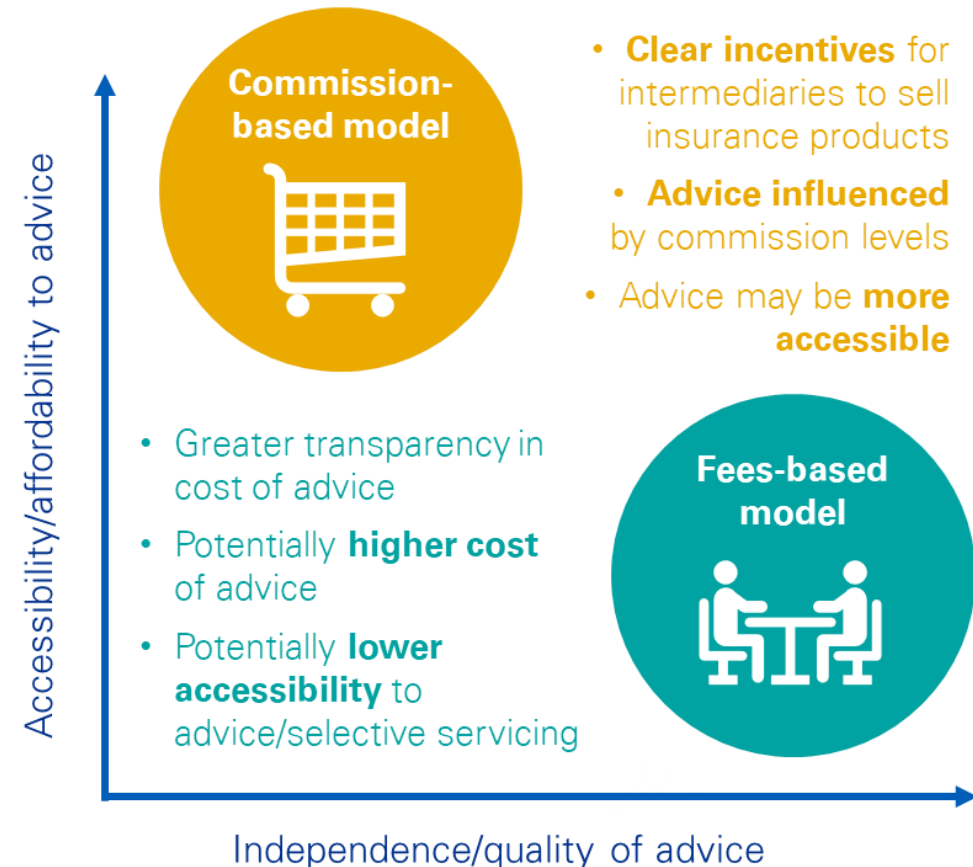 Commission-
based model
• Clear incentives for
intermediaries to sell
insurance products
• Advice influenced
by commission levels
• Advice may be more
accessible
Accessibility/affordability to advice
• Greater transparency in
cost of advice
• Potentially higher cost
of advice
• Potentially lower
accessibility to
advice/selective servicing
Fees-based
model
Independence/quality of advice